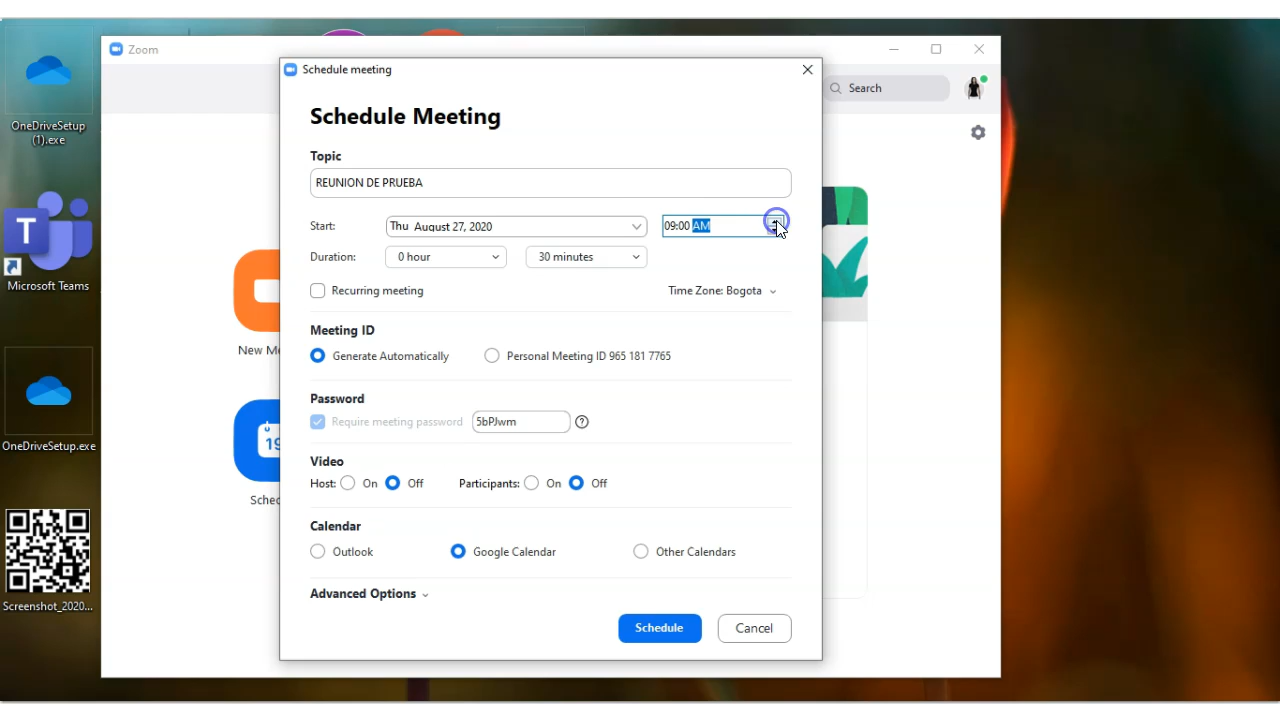 Zoom
Schedule meeting
Search
Schedule Meeting
OneDriveSetup
(1).exe
Topic
REUNION DE PRUEBA
Start: Thu August 27, 2020 09:00 AM
T
Duration: 0 hour 30 minutes
Microsoft Teams
Recurring meeting Time Zone: Bogota
Meeting ID
New Me
Generate Automatically Personal Meeting ID 965 181 7765
Password
Require meeting password 5bPJwm ?
OneDriveSetup.exe
19
Video
Host: On Off Participants: On Off
Sched
Calendar
Outlook Google Calendar Other Calendars
Advanced Options
Screenshot_2020...
Schedule Cancel